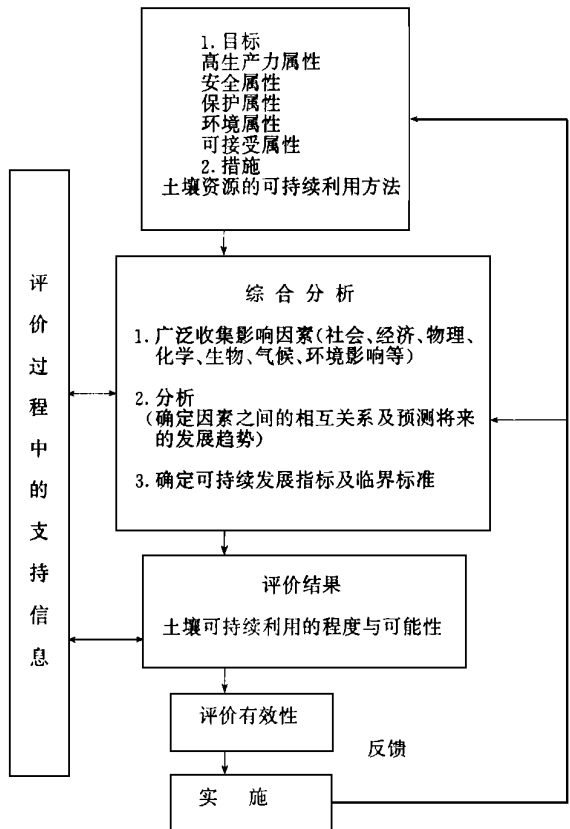 1. 目标
高生产力属性
安全属性
保护属性
环境属性
可接受属性
2. 措施
土壤资源的可持续利用方法
评价过程中的支持信息
综合分析
1. 广泛收集影响因素(社会、经济、物理、
化学、生物、气候、环境影响等)
2. 分析
(确定因素之间的相互关系及预测将来
的发展趋势)
3. 确定可持续发展指标及临界标准
评价结果
土壤可持续利用的程度与可能性
评价有效性
反馈
实 施